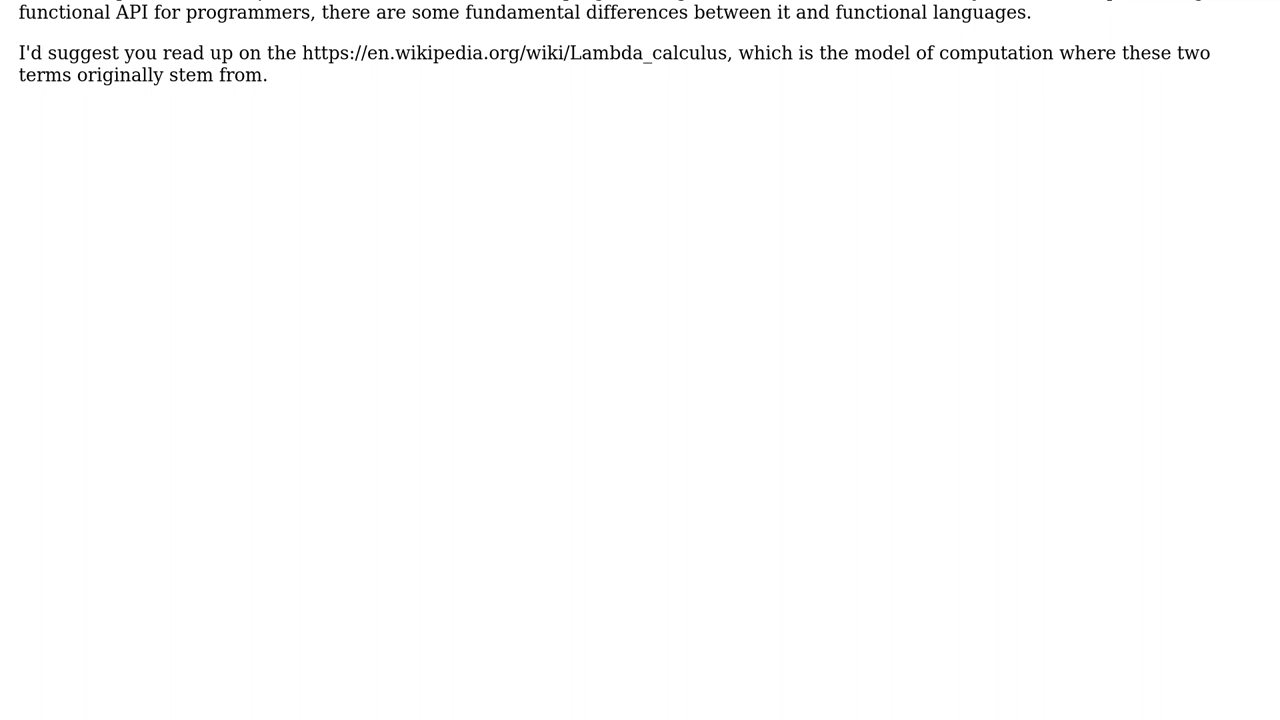 functional API for programmers, there are some fundamental differences between it and functional languages.
I'd suggest you read up on the https://en.wikipedia.org/wiki/Lambda_calculus, which is the model of computation where these two
terms originally stem from.